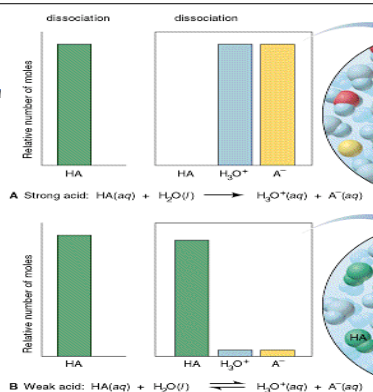 dissociation
dissociation
Relative number of moles
HA
HA
H₃O⁺
A⁻
A Strong acid: HA(aq) + H₂O(l) ⟶ H₃O⁺(aq) + A⁻(aq)
Relative number of moles
HA
HA
H₃O⁺
A⁻
HA
B Weak acid: HA(aq) + H₂O(l) ⇌ H₃O⁺(aq) + A⁻(aq)